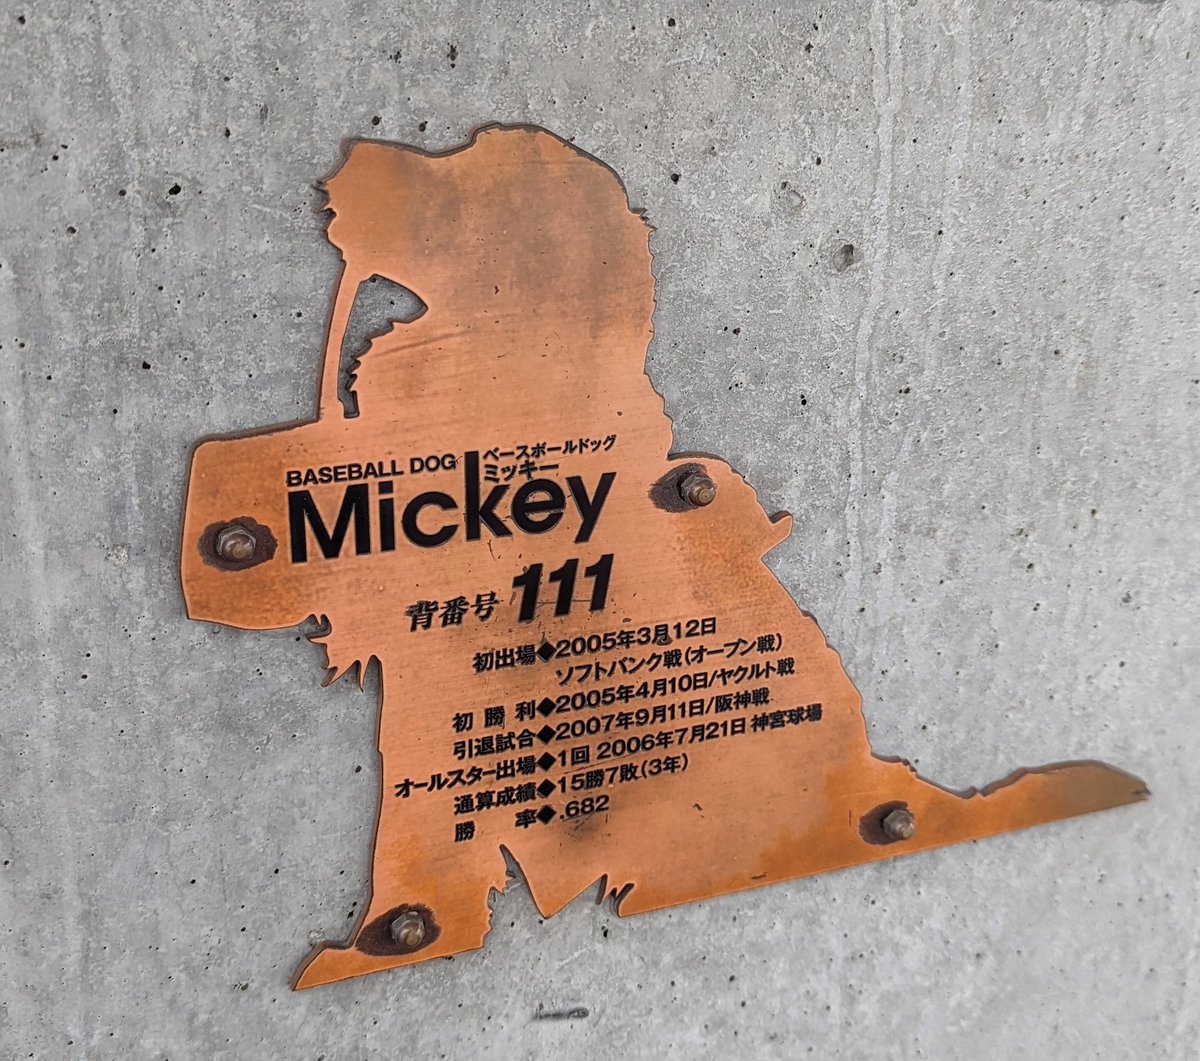 BASEBALL DOG
ベースボールドッグ
ミッキー
Mickey
背番号 111
初出場◆2005年3月12日
ソフトバンク戦(オープン戦)
初勝利◆2005年4月10日/ヤクルト戦
引退試合◆2007年9月11日/阪神戦
オールスター出場◆1回 2006年7月21日 神宮球場
通算成績◆15勝7敗(3年)
勝率◆.682